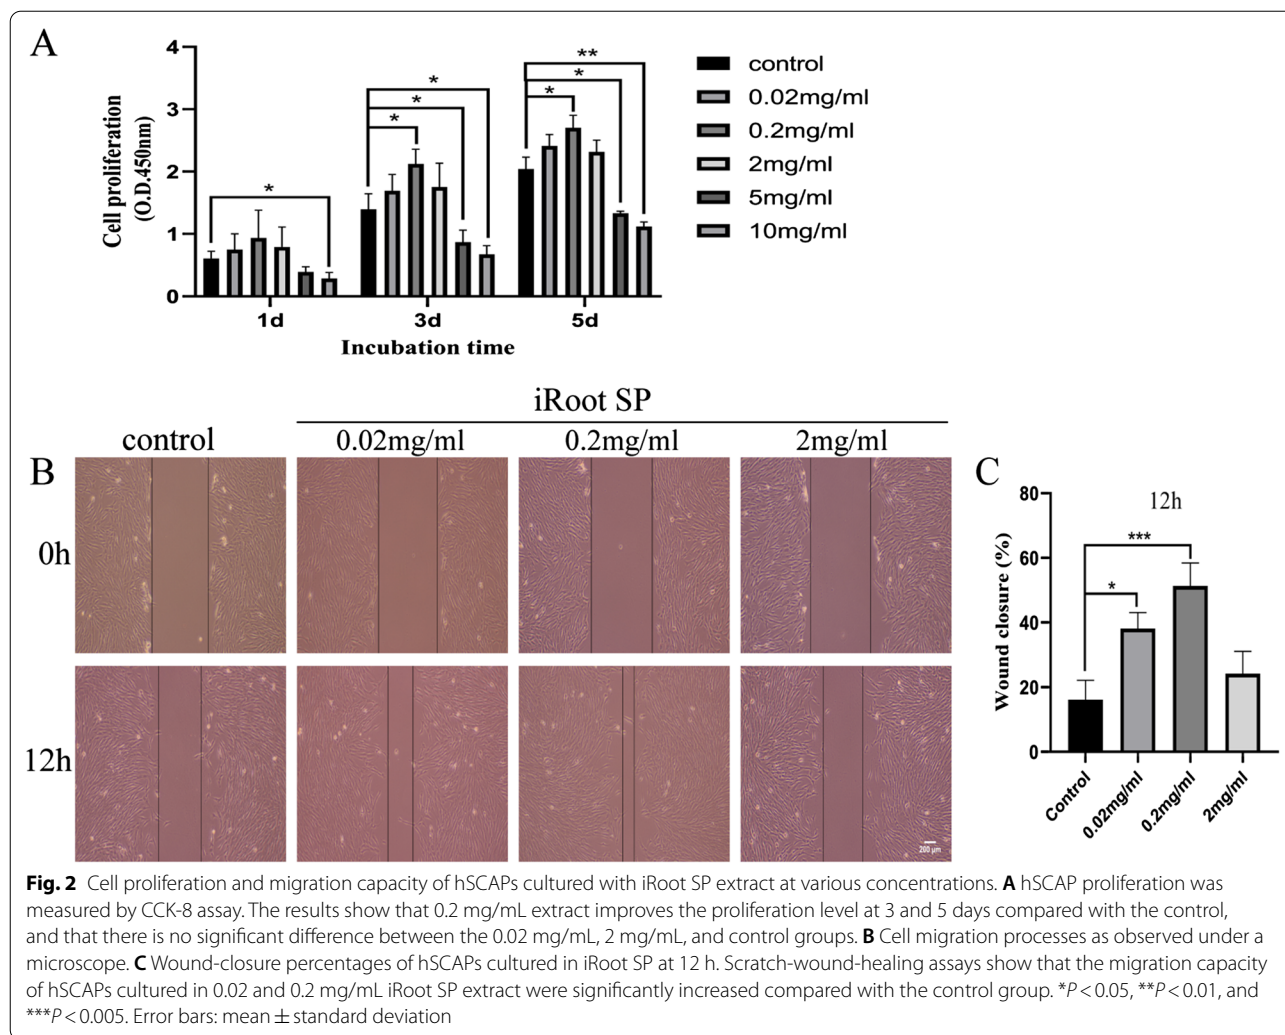 A
4
3
2
1
0
Cell proliferation
(O.D.450nm)
*
*
*
*
*
*
**
1d
3d
5d
Incubation time
control
0.02mg/ml
0.2mg/ml
2mg/ml
5mg/ml
10mg/ml
iRoot SP
control
0.02mg/ml
0.2mg/ml
2mg/ml
B
0h
12h
200 μm
C
80
60
40
20
0
Wound closure (%)
12h
***
*
Control
0.02mg/ml
0.2mg/ml
2mg/ml
Fig. 2 Cell proliferation and migration capacity of hSCAPs cultured with iRoot SP extract at various concentrations. A hSCAP proliferation was
measured by CCK-8 assay. The results show that 0.2 mg/mL extract improves the proliferation level at 3 and 5 days compared with the control,
and that there is no significant difference between the 0.02 mg/mL, 2 mg/mL, and control groups. B Cell migration processes as observed under a
microscope. C Wound-closure percentages of hSCAPs cultured in iRoot SP at 12 h. Scratch-wound-healing assays show that the migration capacity
of hSCAPs cultured in 0.02 and 0.2 mg/mL iRoot SP extract were significantly increased compared with the control group. *P < 0.05, **P < 0.01, and
***P < 0.005. Error bars: mean ± standard deviation